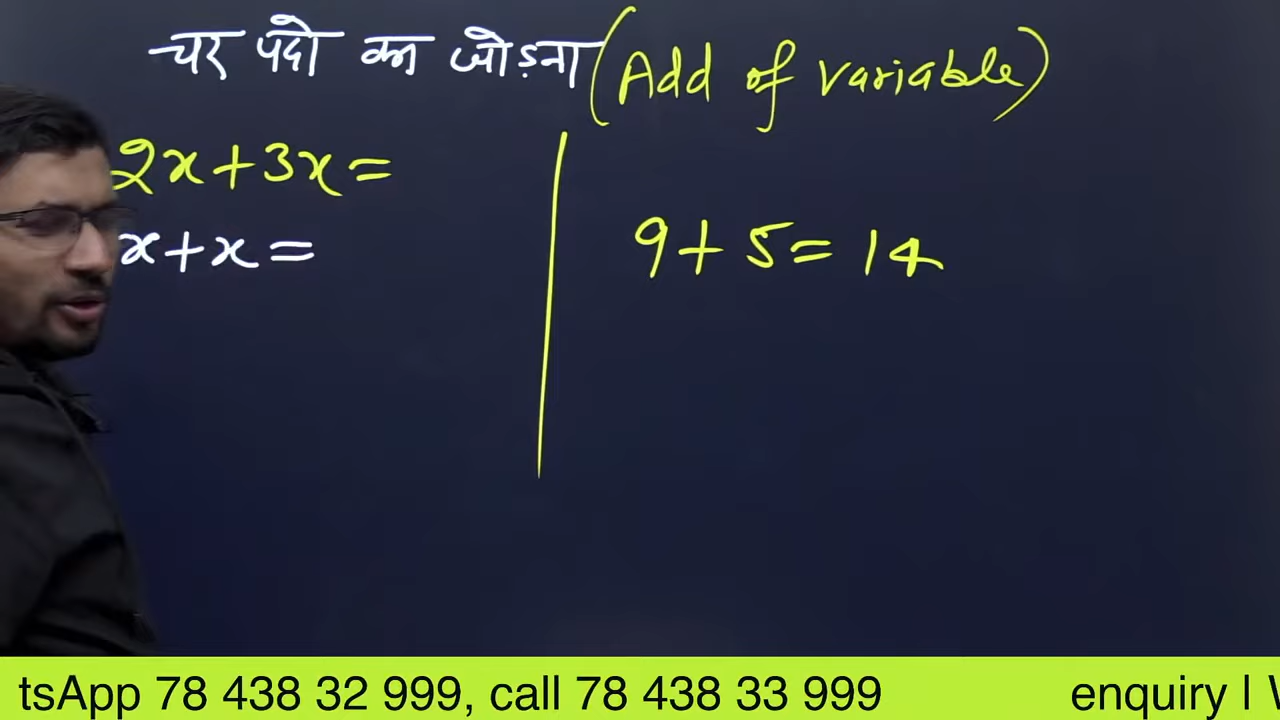 चर पदो का जोड़ना (Add of variable)
2x+3x=
x+x=
9+5=14
tsApp 78 438 32 999, call 78 438 33 999 enquiry